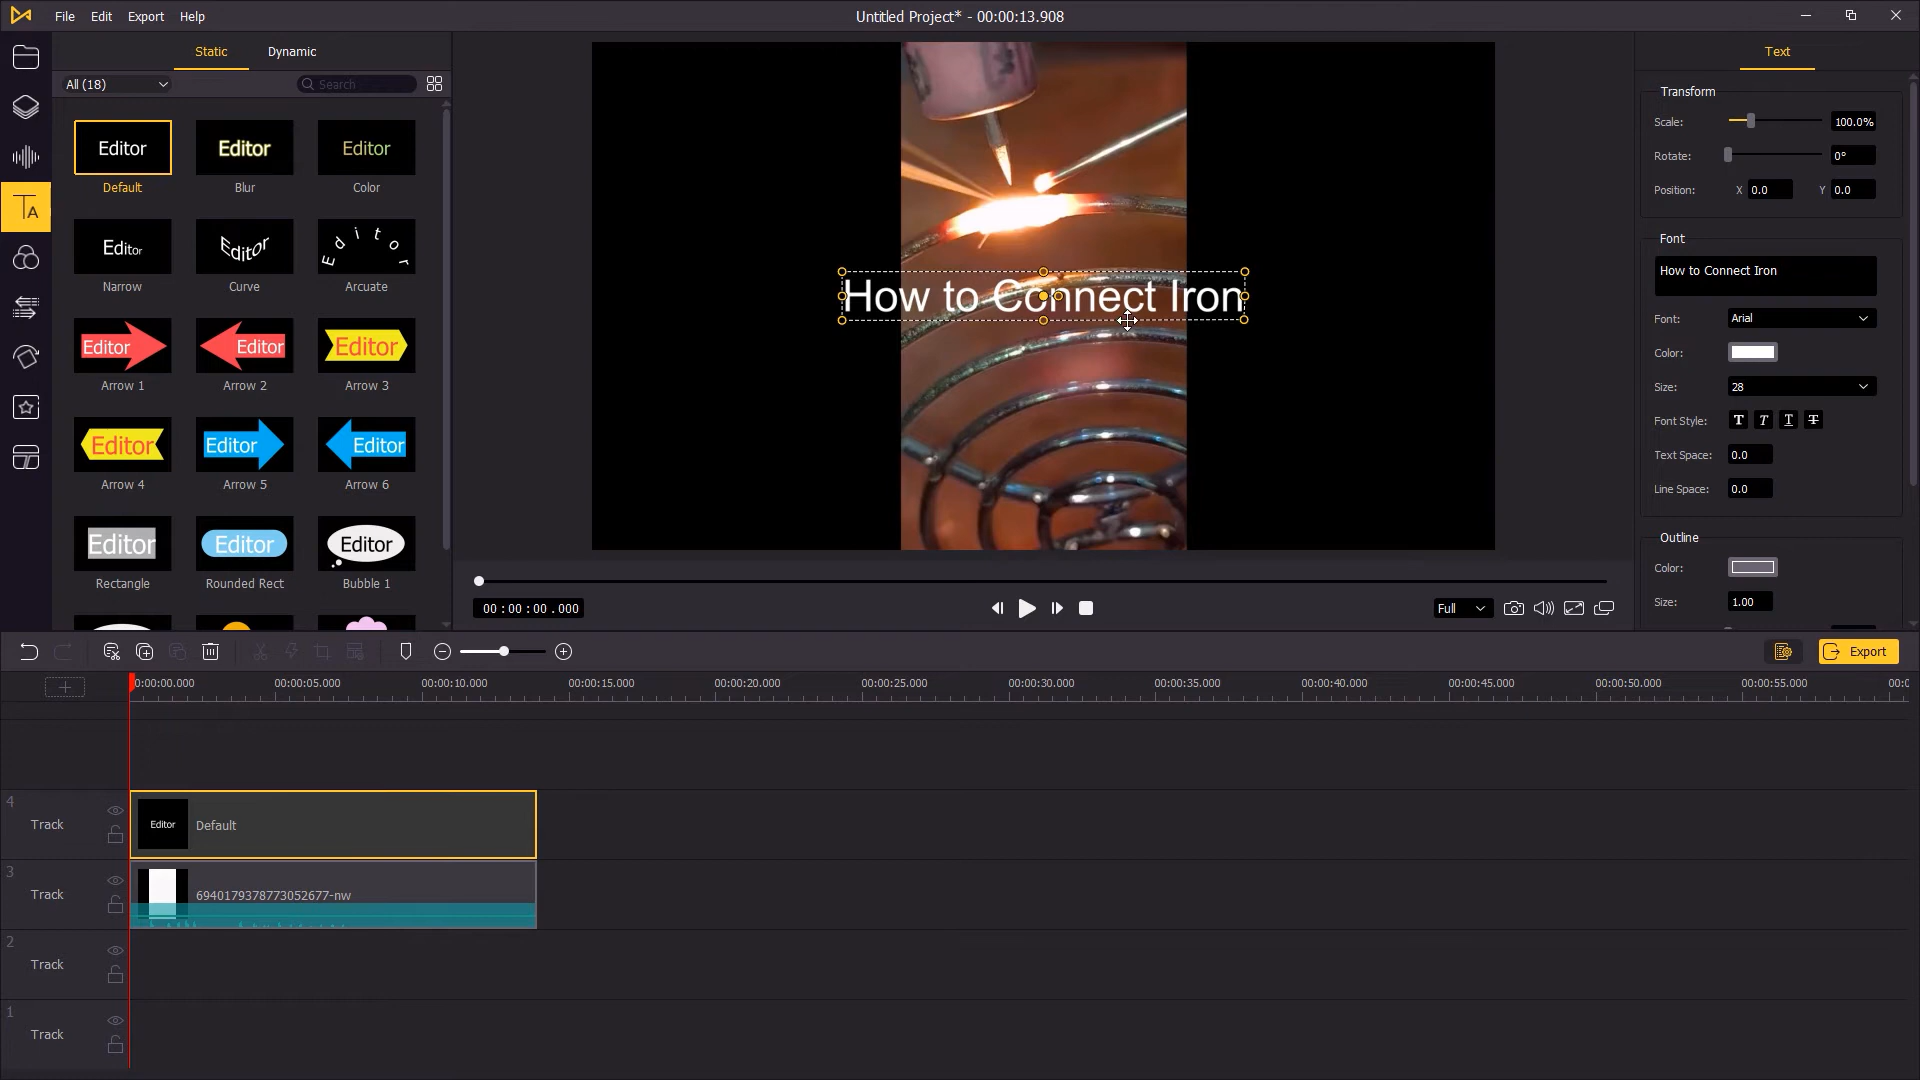 File Edit Export Help
Untitled Project* - 00:00:13.908
Static Dynamic
Text
All (18)
Search
Transform
Scale: 100.0%
Rotate: 0°
Position: X 0.0 Y 0.0
Editor Editor Editor
Default Blur Color
Editor Editor Editor
Narrow Curve Arcuate
Editor Editor Editor
Arrow 1 Arrow 2 Arrow 3
Editor Editor Editor
Arrow 4 Arrow 5 Arrow 6
Editor Editor Editor
Rectangle Rounded Rect Bubble 1
How to Connect Iron
Font
How to Connect Iron
Font: Arial
Color:
Size: 28
Font Style: T T T T
Text Space: 0.0
Line Space: 0.0
Outline
Color:
Size: 1.00
00:00:00.000
Full
Export
0:00:00.000 00:00:05.000 00:00:10.000 00:00:15.000 00:00:20.000 00:00:25.000 00:00:30.000 00:00:35.000 00:00:40.000 00:00:45.000 00:00:50.000 00:00:55.000
4
Track
Editor
Default
3
Track
6940179378773052677-nw
2
Track
1
Track